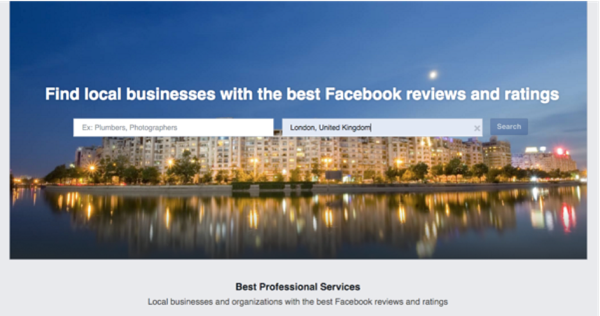 Find local businesses with the best Facebook reviews and ratings
Ex: Plumbers, Photographers
London, United Kingdom
Search
Best Professional Services
Local businesses and organizations with the best Facebook reviews and ratings